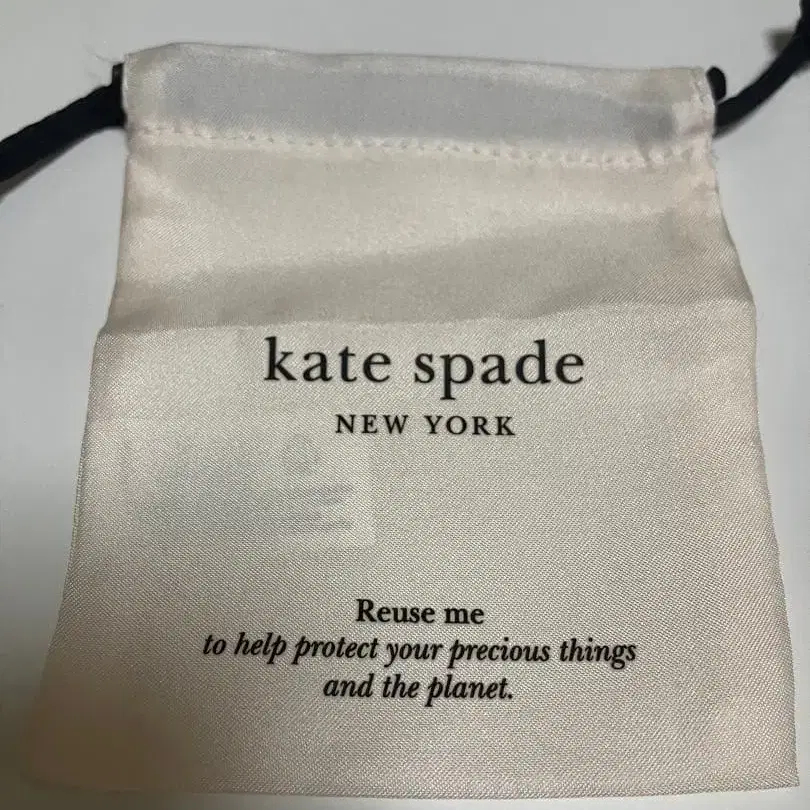 kate spade
NEW YORK
Reuse me
to help protect your precious things
and the planet.